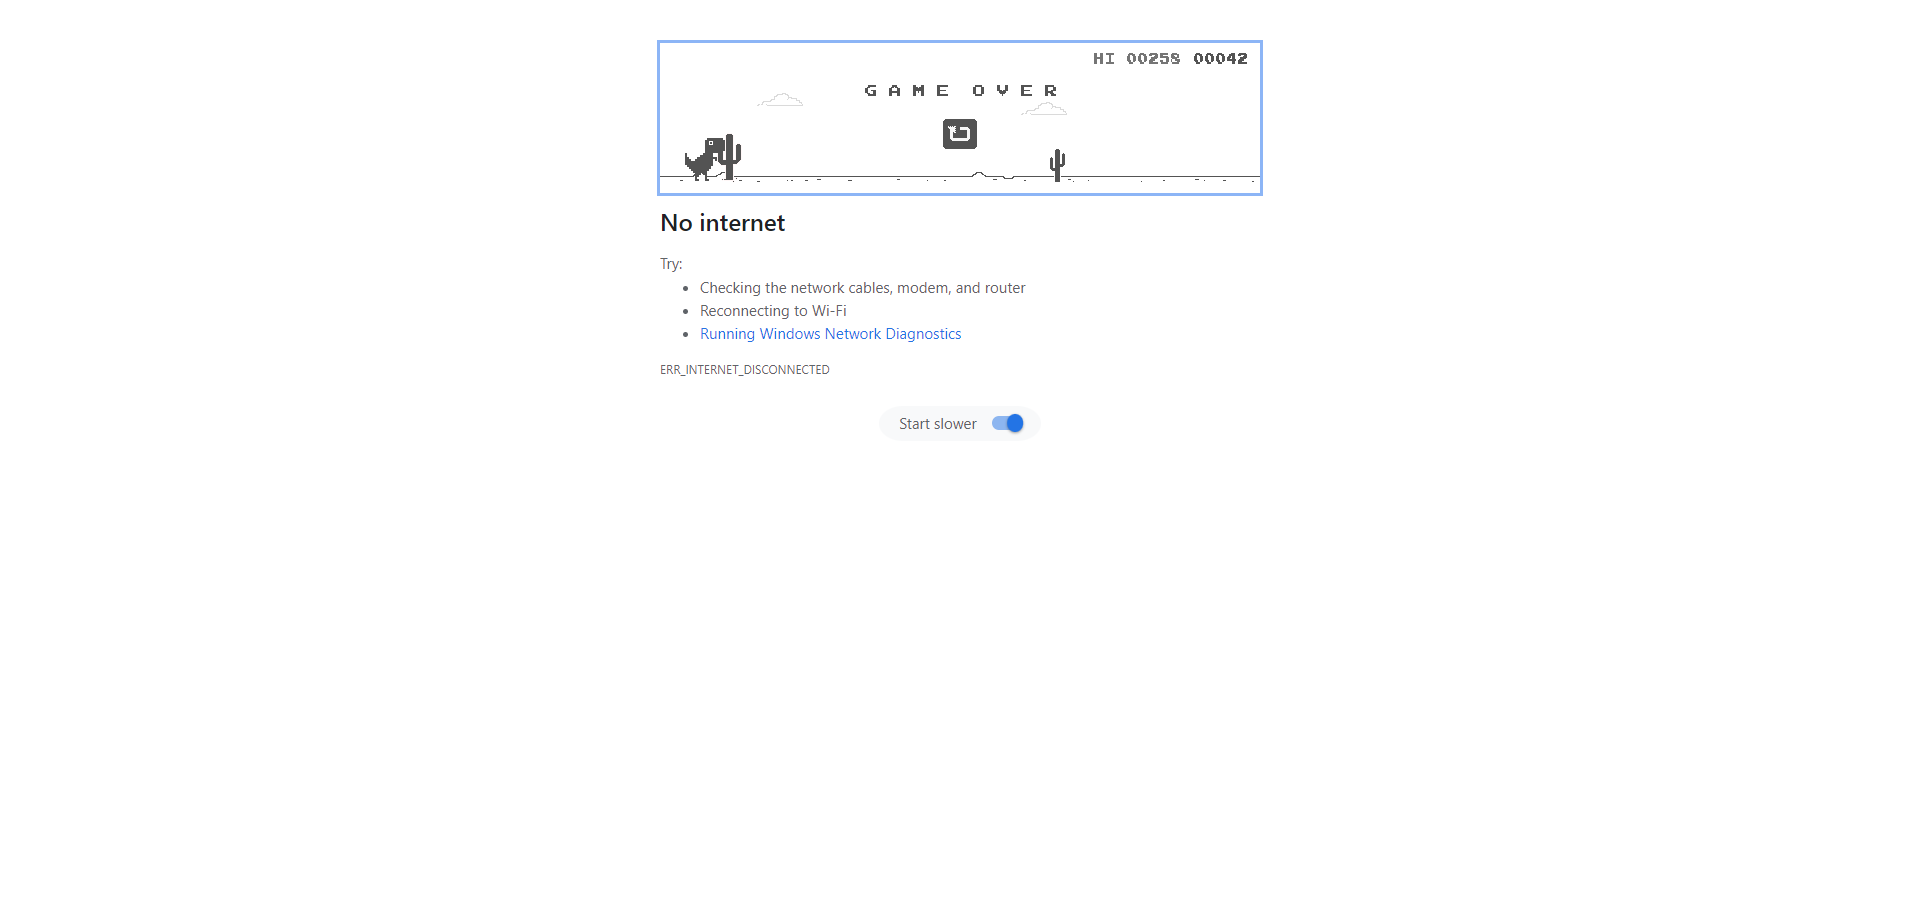 HI 00258 00042
GAME OVER
No internet
Try:
Checking the network cables, modem, and router
Reconnecting to Wi-Fi
Running Windows Network Diagnostics
ERR_INTERNET_DISCONNECTED
Start slower